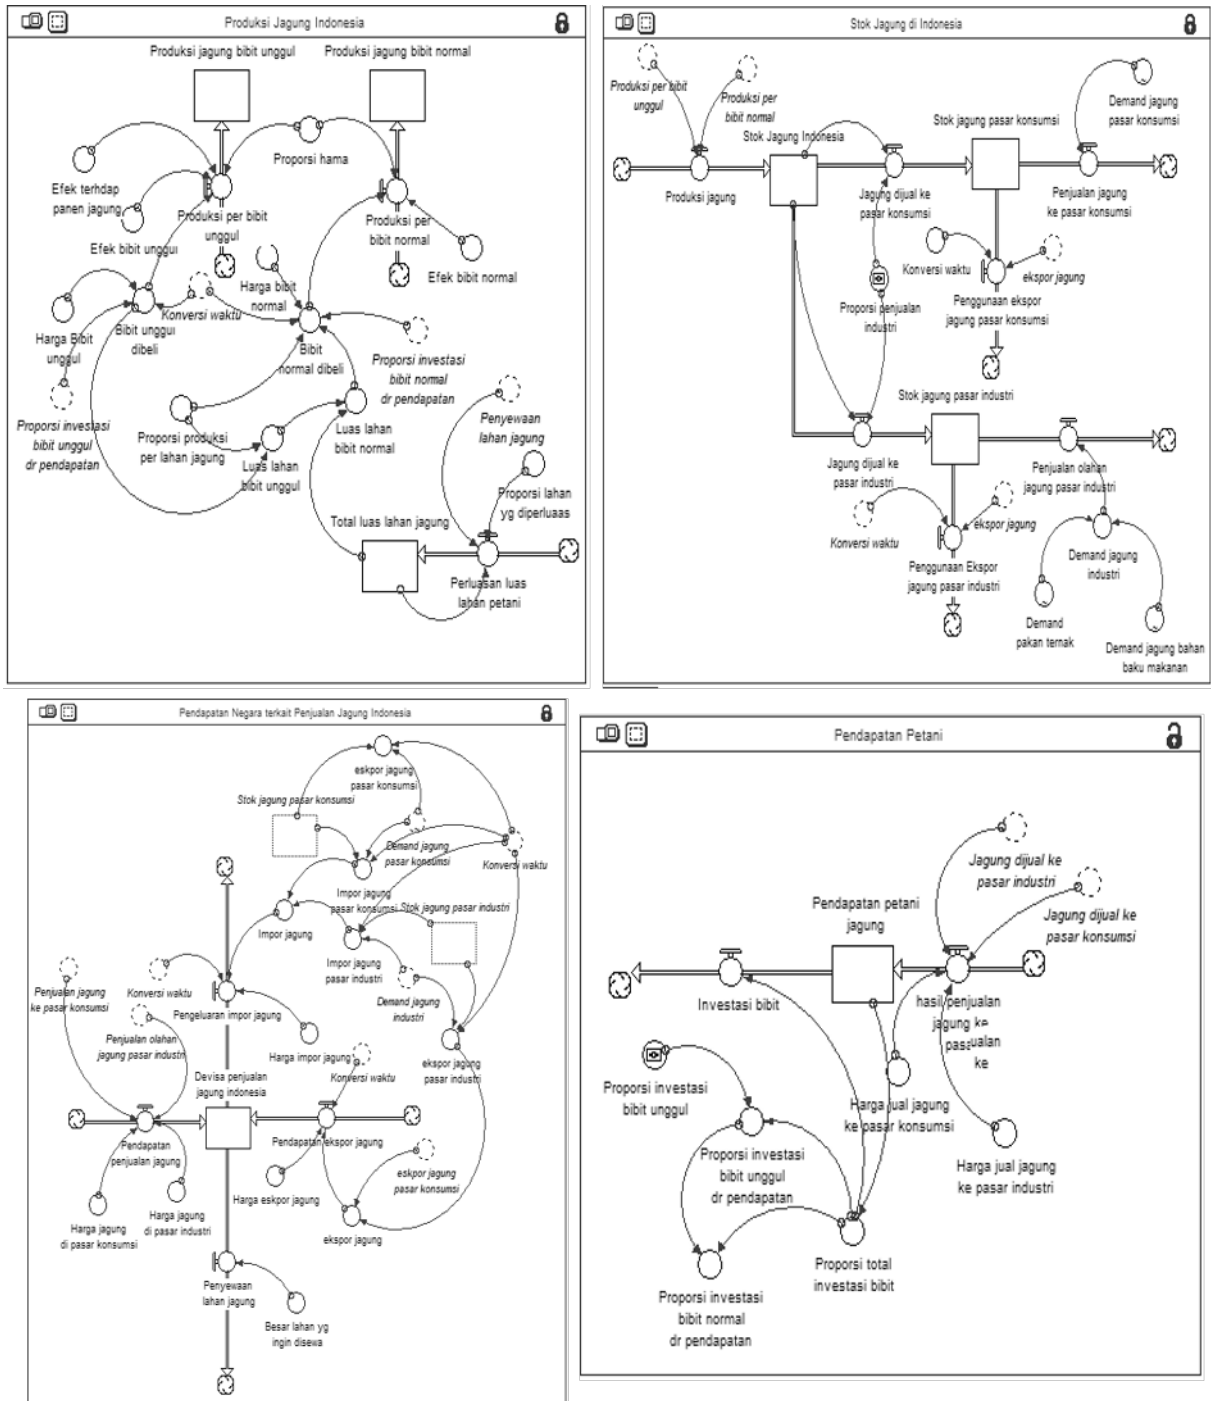 Produksi Jagung Indonesia
Produksi jagung bibit unggul
Produksi jagung bibit normal
Proporsi hama
Efek terhdap
panen jagung
Produksi per bibit
unggul
Produksi per
bibit normal
Efek bibit unggul
Efek bibit normal
Harga bibit
normal
Konversi waktu
Harga Bibit
unggul
Bibit unggul
dibeli
Bibit
normal dibeli
Proporsi investasi
bibit normal
dr pendapatan
Proporsi investasi
bibit unggul
dr pendapatan
Proporsi produksi
per lahan jagung
Luas lahan
bibit normal
Luas lahan
bibit unggul
Penyewaan
lahan jagung
Proporsi lahan
yg diperluaas
Total luas lahan jagung
Perluasan luas
lahan petani
Stok Jagung di Indonesia
Produksi per bibit
unggul
Produksi per
bibit normal
Demand jagung
pasar konsumsi
Stok Jagung Indonesia
Stok jagung pasar konsumsi
Produksi jagung
Jagung dijual ke
pasar konsumsi
Penjualan jagung
ke pasar konsumsi
Konversi waktu
ekspor jagung
Proporsi penjualan
industri
Penggunaan ekspor
jagung pasar konsumsi
Stok jagung pasar industri
Jagung dijual ke
pasar industri
Penjualan olahan
jagung pasar industri
Konversi waktu
ekspor jagung
Penggunaan Ekspor
jagung pasar industri
Demand jagung
industri
Demand
pakan ternak
Demand jagung bahan
baku makanan
Pendapatan Negara terkait Penjualan Jagung Indonesia
eskpor jagung
pasar konsumsi
Stok jagung pasar konsumsi
Demand jagung
pasar konsumsi
Konversi waktu
Impor jagung
pasar konsumsi
Stok jagung pasar industri
Impor jagung
Impor jagung
pasar industri
Penjualan jagung
ke pasar konsumsi
Konversi waktu
Demand jagung
industri
Pengeluaran impor jagung
Penjualan olahan
jagung pasar industri
Harga impor jagung
Konversi waktu
ekspor jagung
pasar industri
Devisa penjualan
jagung indonesia
Pendapatan
penjualan jagung
Pendapatan ekspor jagung
Harga eskpor jagung
eskpor jagung
pasar konsumsi
Harga jagung
di pasar konsumsi
Harga jagung
di pasar industri
ekspor jagung
Penyewaan
lahan jagung
Besar lahan yg
ingin disewa
Pendapatan Petani
Jagung dijual ke
pasar industri
Jagung dijual ke
pasar konsumsi
Pendapatan petani
jagung
Investasi bibit
hasil penjualan
jagung ke
Proporsi investasi
bibit unggul
Harga jual jagung
ke pasar konsumsi
Proporsi investasi
bibit unggul
dr pendapatan
Harga jual jagung
ke pasar industri
Proporsi total
investasi bibit
Proporsi investasi
bibit normal
dr pendapatan